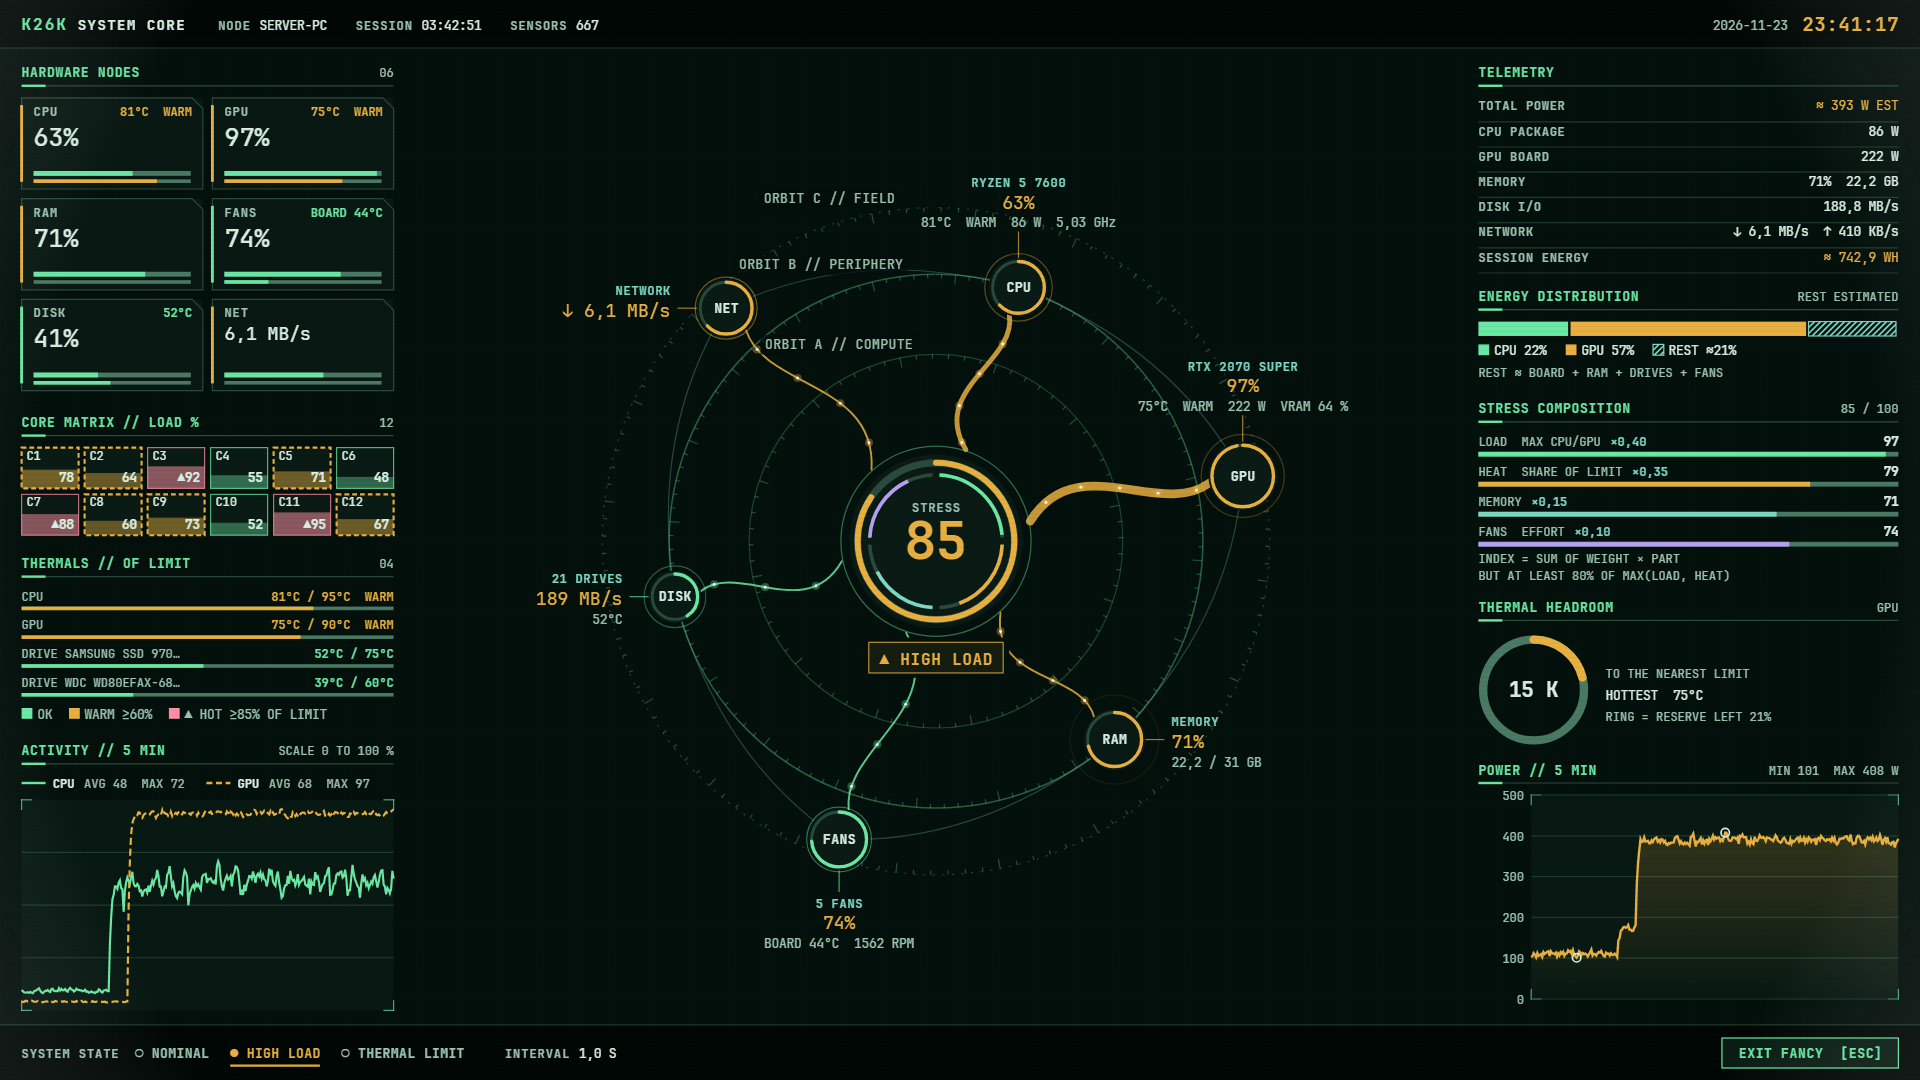 K26K SYSTEM CORE NODE SERVER-PC SESSION 03:42:51 SENSORS 667 2026-11-23 23:41:17
HARDWARE NODES 06
CPU 81°C WARM
63%
GPU 75°C WARM
97%
RAM
71%
FANS BOARD 44°C
74%
DISK 52°C
41%
NET
6,1 MB/s
CORE MATRIX // LOAD % 12
C1 78
C2 64
C3 ▲92
C4 55
C5 71
C6 48
C7 ▲88
C8 60
C9 73
C10 52
C11 ▲95
C12 67
THERMALS // OF LIMIT 04
CPU 81°C / 95°C WARM
GPU 75°C / 90°C WARM
DRIVE SAMSUNG SSD 970… 52°C / 75°C
DRIVE WDC WD80EFAX-68… 39°C / 60°C
OK WARM ≥60% ▲ HOT ≥85% OF LIMIT
ACTIVITY // 5 MIN SCALE 0 TO 100 %
CPU AVG 48 MAX 72 GPU AVG 68 MAX 97
ORBIT C // FIELD
ORBIT B // PERIPHERY
ORBIT A // COMPUTE
RYZEN 5 7600
63%
81°C WARM 86 W 5,03 GHz
CPU
NETWORK
↓ 6,1 MB/s
NET
RTX 2070 SUPER
97%
75°C WARM 222 W VRAM 64 %
GPU
STRESS
85
▲ HIGH LOAD
21 DRIVES
189 MB/s
52°C
DISK
MEMORY
71%
22,2 / 31 GB
RAM
FANS
5 FANS
74%
BOARD 44°C 1562 RPM
TELEMETRY
TOTAL POWER ≈ 393 W EST
CPU PACKAGE 86 W
GPU BOARD 222 W
MEMORY 71% 22,2 GB
DISK I/O 188,8 MB/s
NETWORK ↓ 6,1 MB/s ↑ 410 KB/s
SESSION ENERGY ≈ 742,9 WH
ENERGY DISTRIBUTION REST ESTIMATED
CPU 22% GPU 57% REST ≈21%
REST ≈ BOARD + RAM + DRIVES + FANS
STRESS COMPOSITION 85 / 100
LOAD MAX CPU/GPU ×0,40 97
HEAT SHARE OF LIMIT ×0,35 79
MEMORY ×0,15 71
FANS EFFORT ×0,10 74
INDEX = SUM OF WEIGHT × PART
BUT AT LEAST 80% OF MAX(LOAD, HEAT)
THERMAL HEADROOM GPU
15 K
TO THE NEAREST LIMIT
HOTTEST 75°C
RING = RESERVE LEFT 21%
POWER // 5 MIN MIN 101 MAX 408 W
500
400
300
200
100
0
SYSTEM STATE NOMINAL HIGH LOAD THERMAL LIMIT INTERVAL 1,0 S EXIT FANCY [ESC]